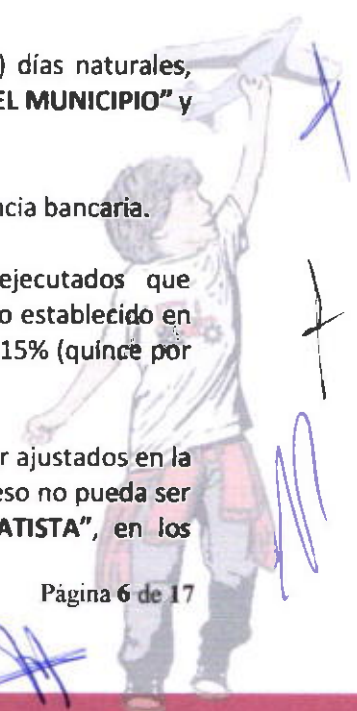 ) días naturales,
EL MUNICIPIO" y
ncia bancaria.
ejecutados que
o establecido en
15% (quince por
r ajustados en la
eso no pueda ser
ATISTA", en los
Página 6 de 17